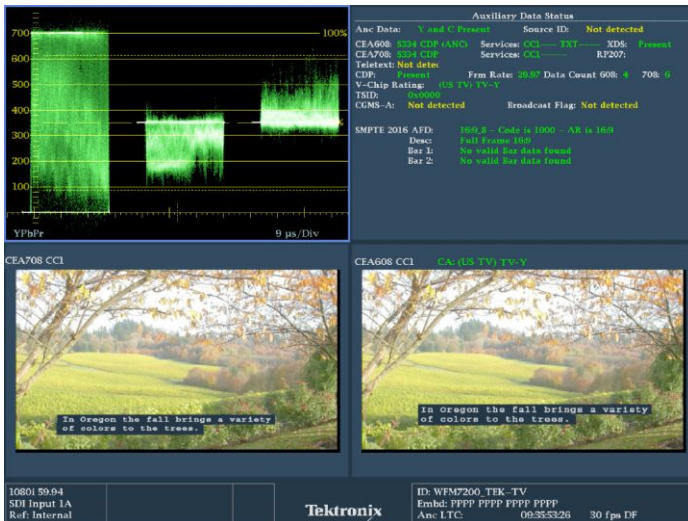 700
100%
600
500
400
300
200
100
YPbPr
9 µs/Div
Auxiliary Data Status
Anc Data: Y and C Present Source ID: Not detected
CEA608: S334 CDP (ANC) Services: CC1---- TXT---- XDS: Present
CEA708: S334 CDP Services: CC1------ RP207:
Teletext: Not detec
CDP: Present Frm Rate: 29.97 Data Count 608: 4 708: 6
V-Chip Rating: (US TV) TV-Y
TSID: 0x0000
CGMS-A: Not detected Broadcast Flag: Not detected
SMPTE 2016 AFD: 16:9_8 - Code is 1000 - AR is 16:9
Desc: Full Frame 16:9
Bar 1: No valid Bar data found
Bar 2: No valid Bar data found
CEA708 CC1
In Oregon the fall brings a variety
of colors to the trees.
CEA608 CC1 CA: (US TV) TV-Y
In Oregon the fall brings a variety
of colors to the trees.
1080i 59.94
SDI Input 1A
Ref: Internal
Tektronix
ID: WFM7200_TEK-TV
Embd: PPPP PPPP PPPP PPPP
Anc LTC: 09:35:53:26 30 fps DF